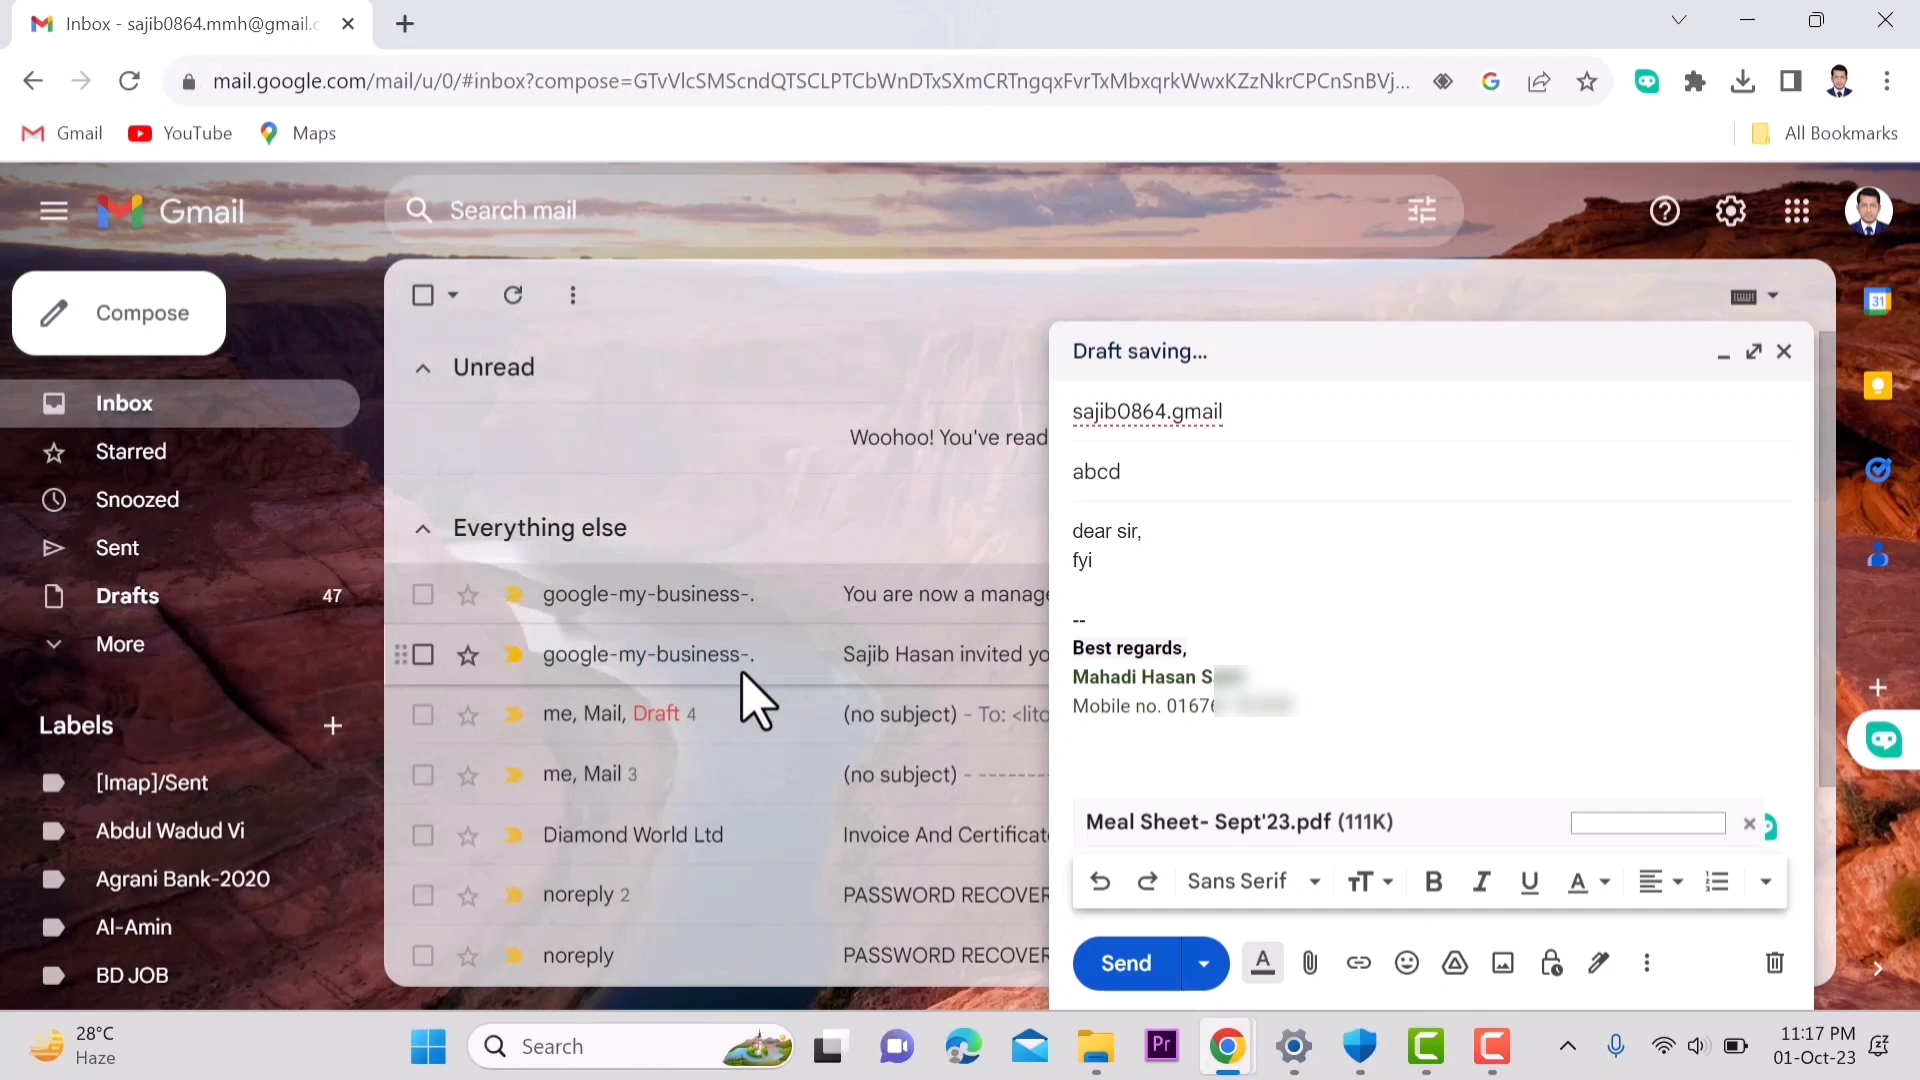 Inbox - sajib0864.mmh@gmail.c
mail.google.com/mail/u/0/#inbox?compose=GTvVlcSMScndQTSCLPTCbWnDTxSXmCRTngqxFvrTxMbxqrkWwxKZzNkrCPCnSnBVj...
Gmail YouTube Maps All Bookmarks
Gmail Search mail
Compose
Inbox
Starred
Snoozed
Sent
Drafts 47
More
Labels
[Imap]/Sent
Abdul Wadud Vi
Agrani Bank-2020
Al-Amin
BD JOB
Unread
Woohoo! You've read
Everything else
google-my-business-. You are now a manage
google-my-business-. Sajib Hasan invited yo
me, Mail, Draft 4 (no subject) - To: <lito
me, Mail 3 (no subject) - --------
Diamond World Ltd Invoice And Certificat
noreply 2 PASSWORD RECOVER
noreply PASSWORD RECOVER
Draft saving...
sajib0864.gmail
abcd
dear sir,
fyi
--
Best regards,
Mahadi Hasan
Mobile no. 01676
Meal Sheet- Sept'23.pdf (111K)
Sans Serif
Send
31
28°C
Haze
Search
Pr
11:17 PM
01-Oct-23